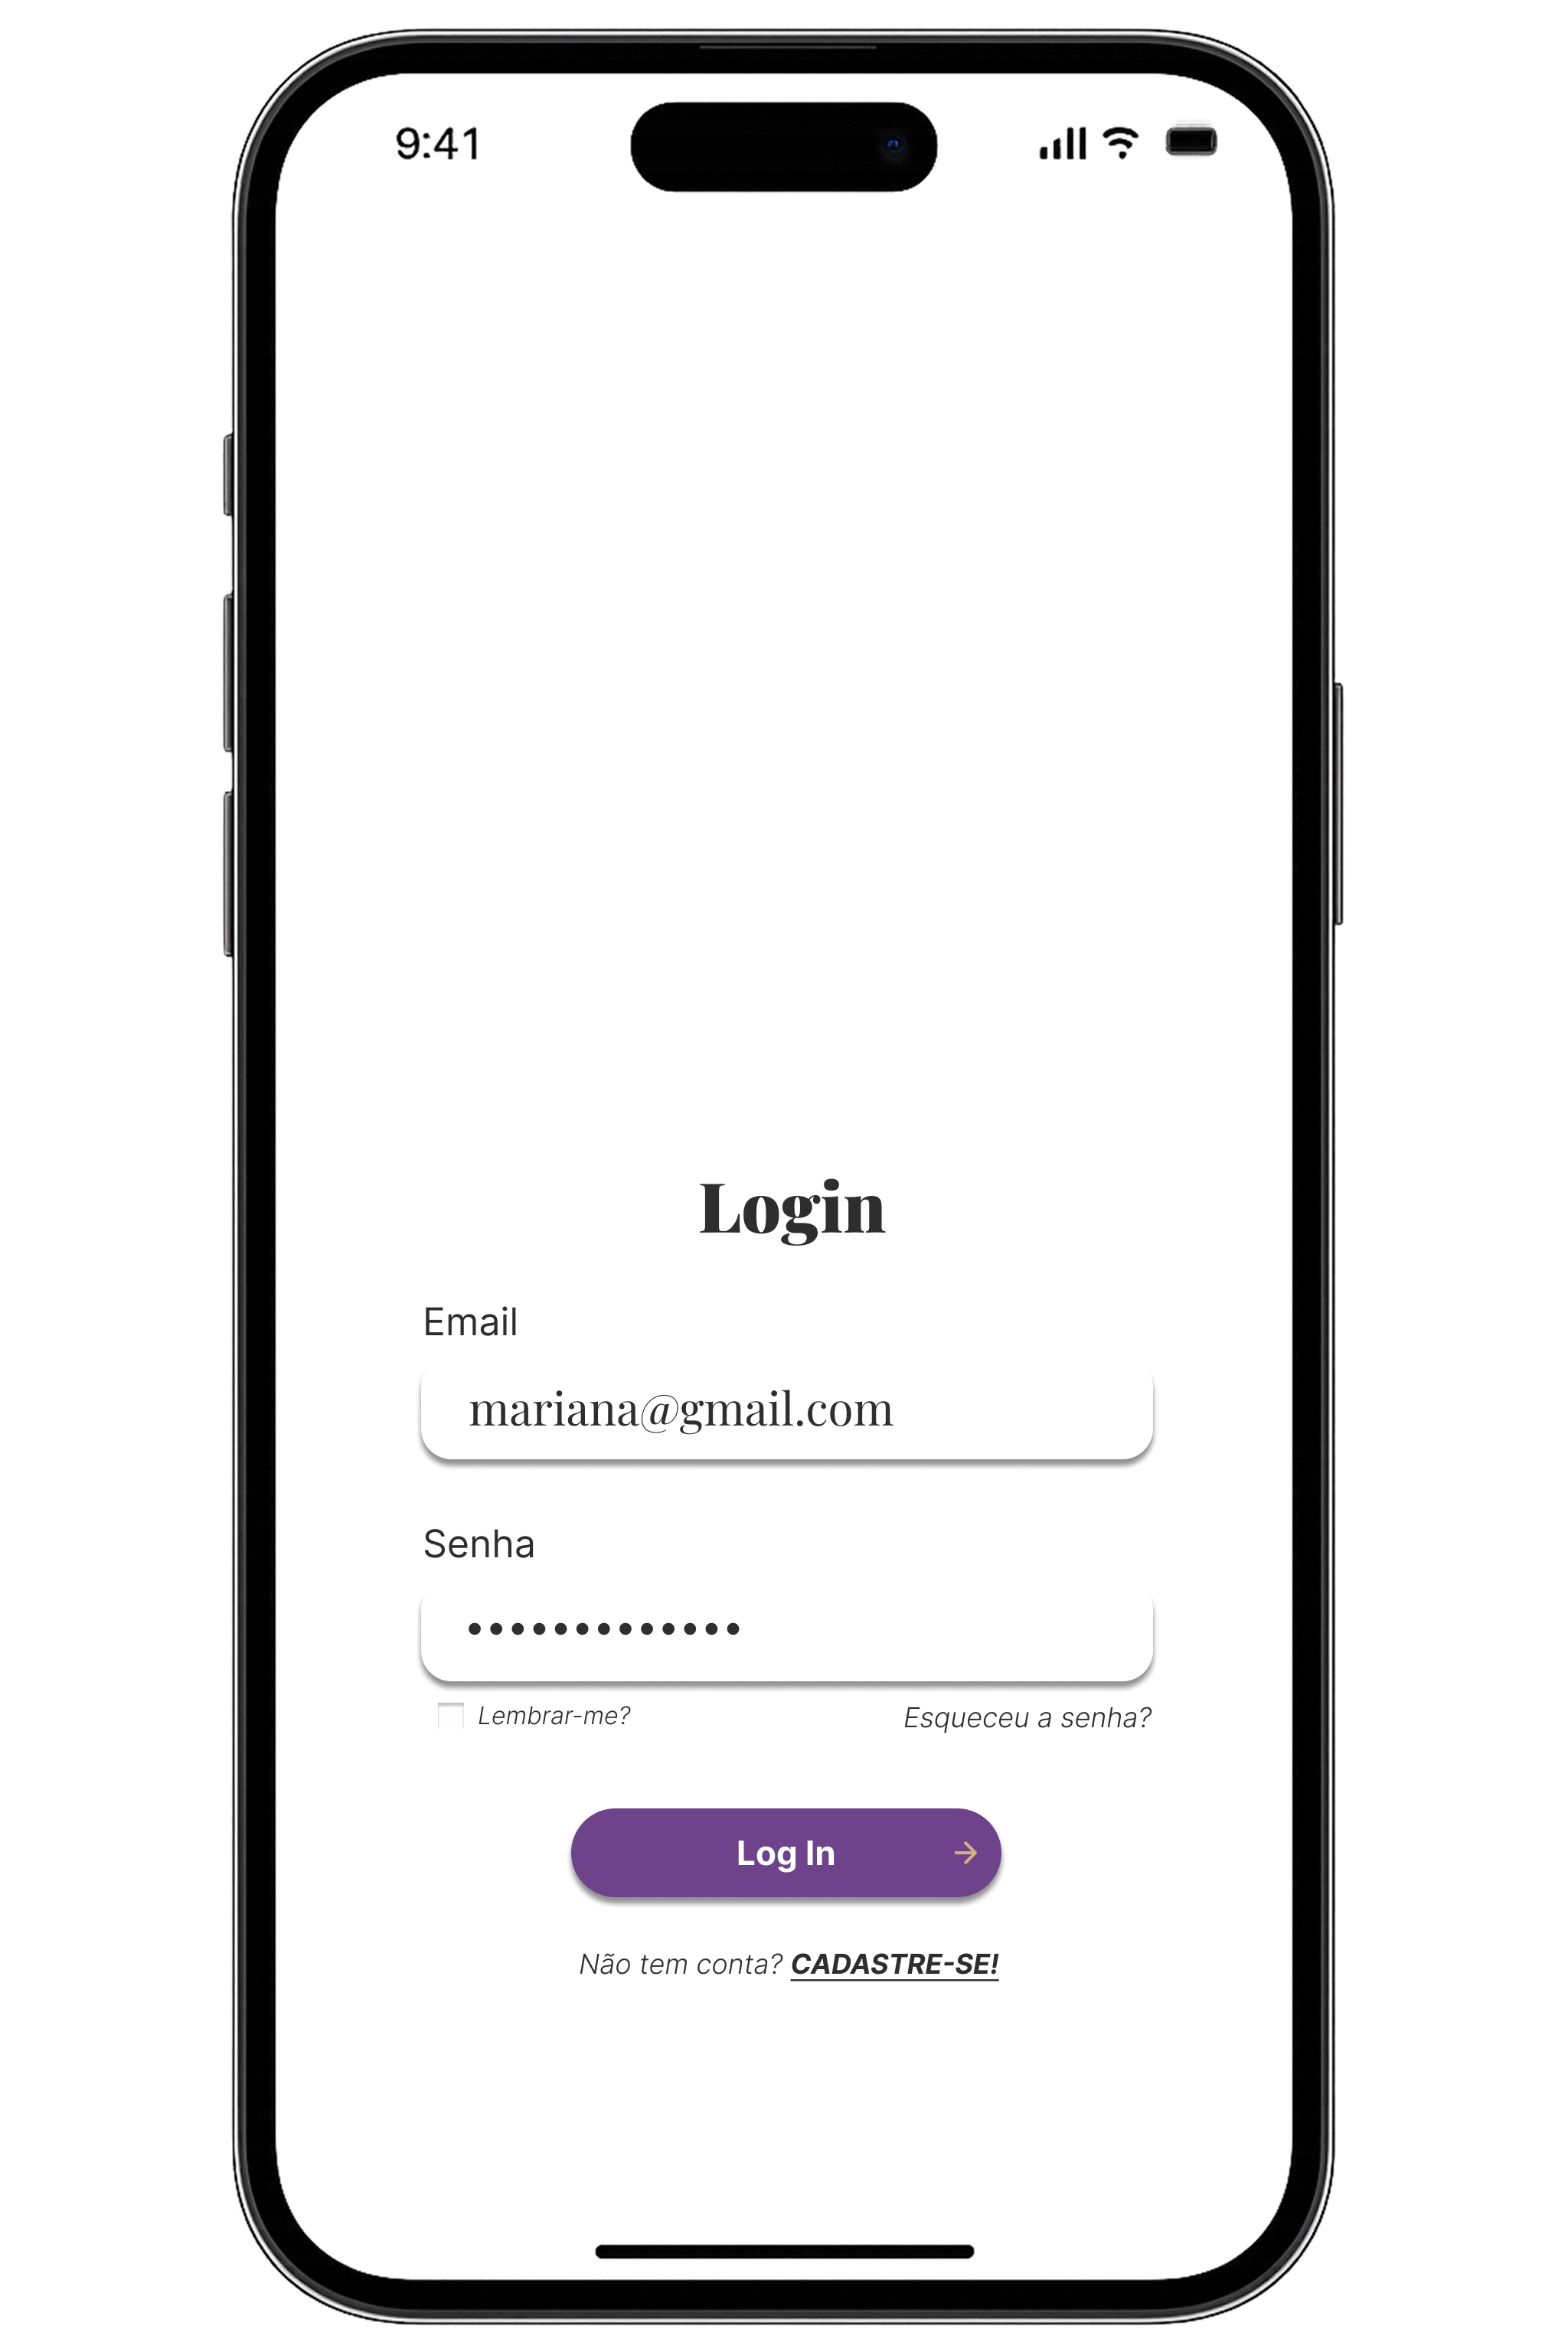 9:41
Login
Email
mariana@gmail.com
Senha
•••••••••••••
Lembrar-me? Esqueceu a senha?
Log In →
Não tem conta? CADASTRE-SE!